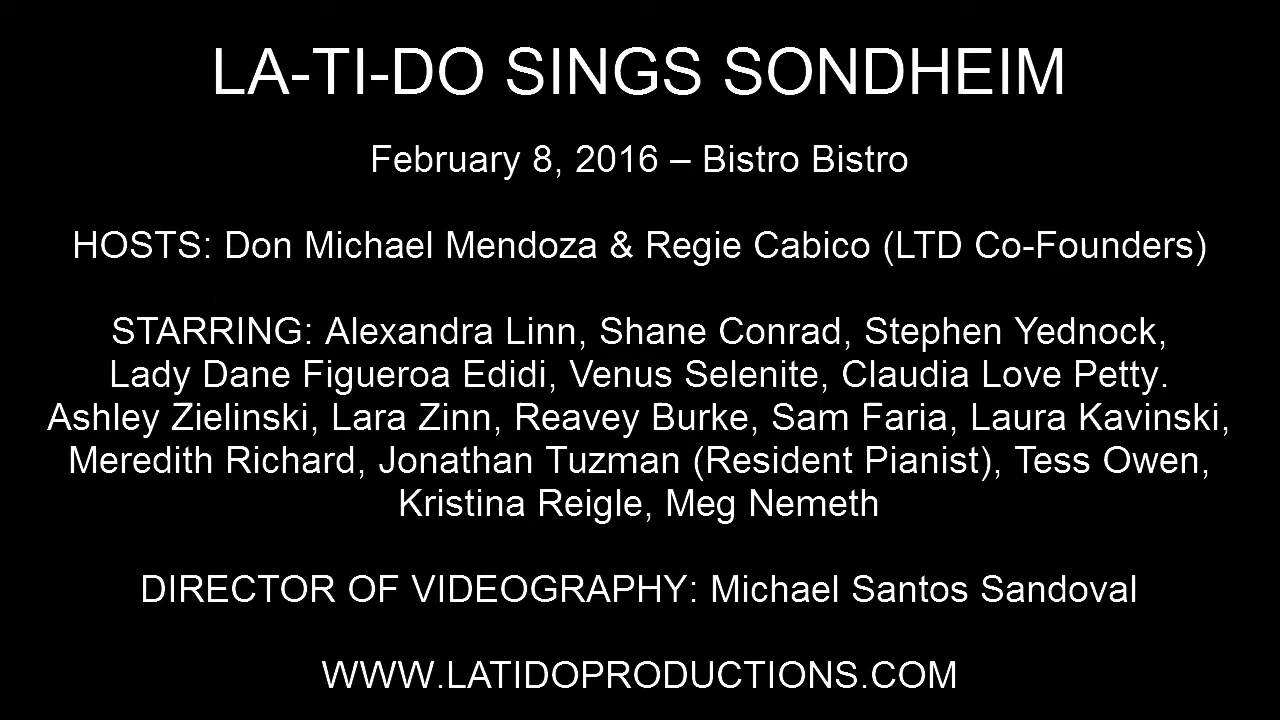 LA-TI-DO SINGS SONDHEIM
February 8, 2016 – Bistro Bistro
HOSTS: Don Michael Mendoza & Regie Cabico (LTD Co-Founders)
STARRING: Alexandra Linn, Shane Conrad, Stephen Yednock,
Lady Dane Figueroa Edidi, Venus Selenite, Claudia Love Petty.
Ashley Zielinski, Lara Zinn, Reavey Burke, Sam Faria, Laura Kavinski,
Meredith Richard, Jonathan Tuzman (Resident Pianist), Tess Owen,
Kristina Reigle, Meg Nemeth
DIRECTOR OF VIDEOGRAPHY: Michael Santos Sandoval
WWW.LATIDOPRODUCTIONS.COM